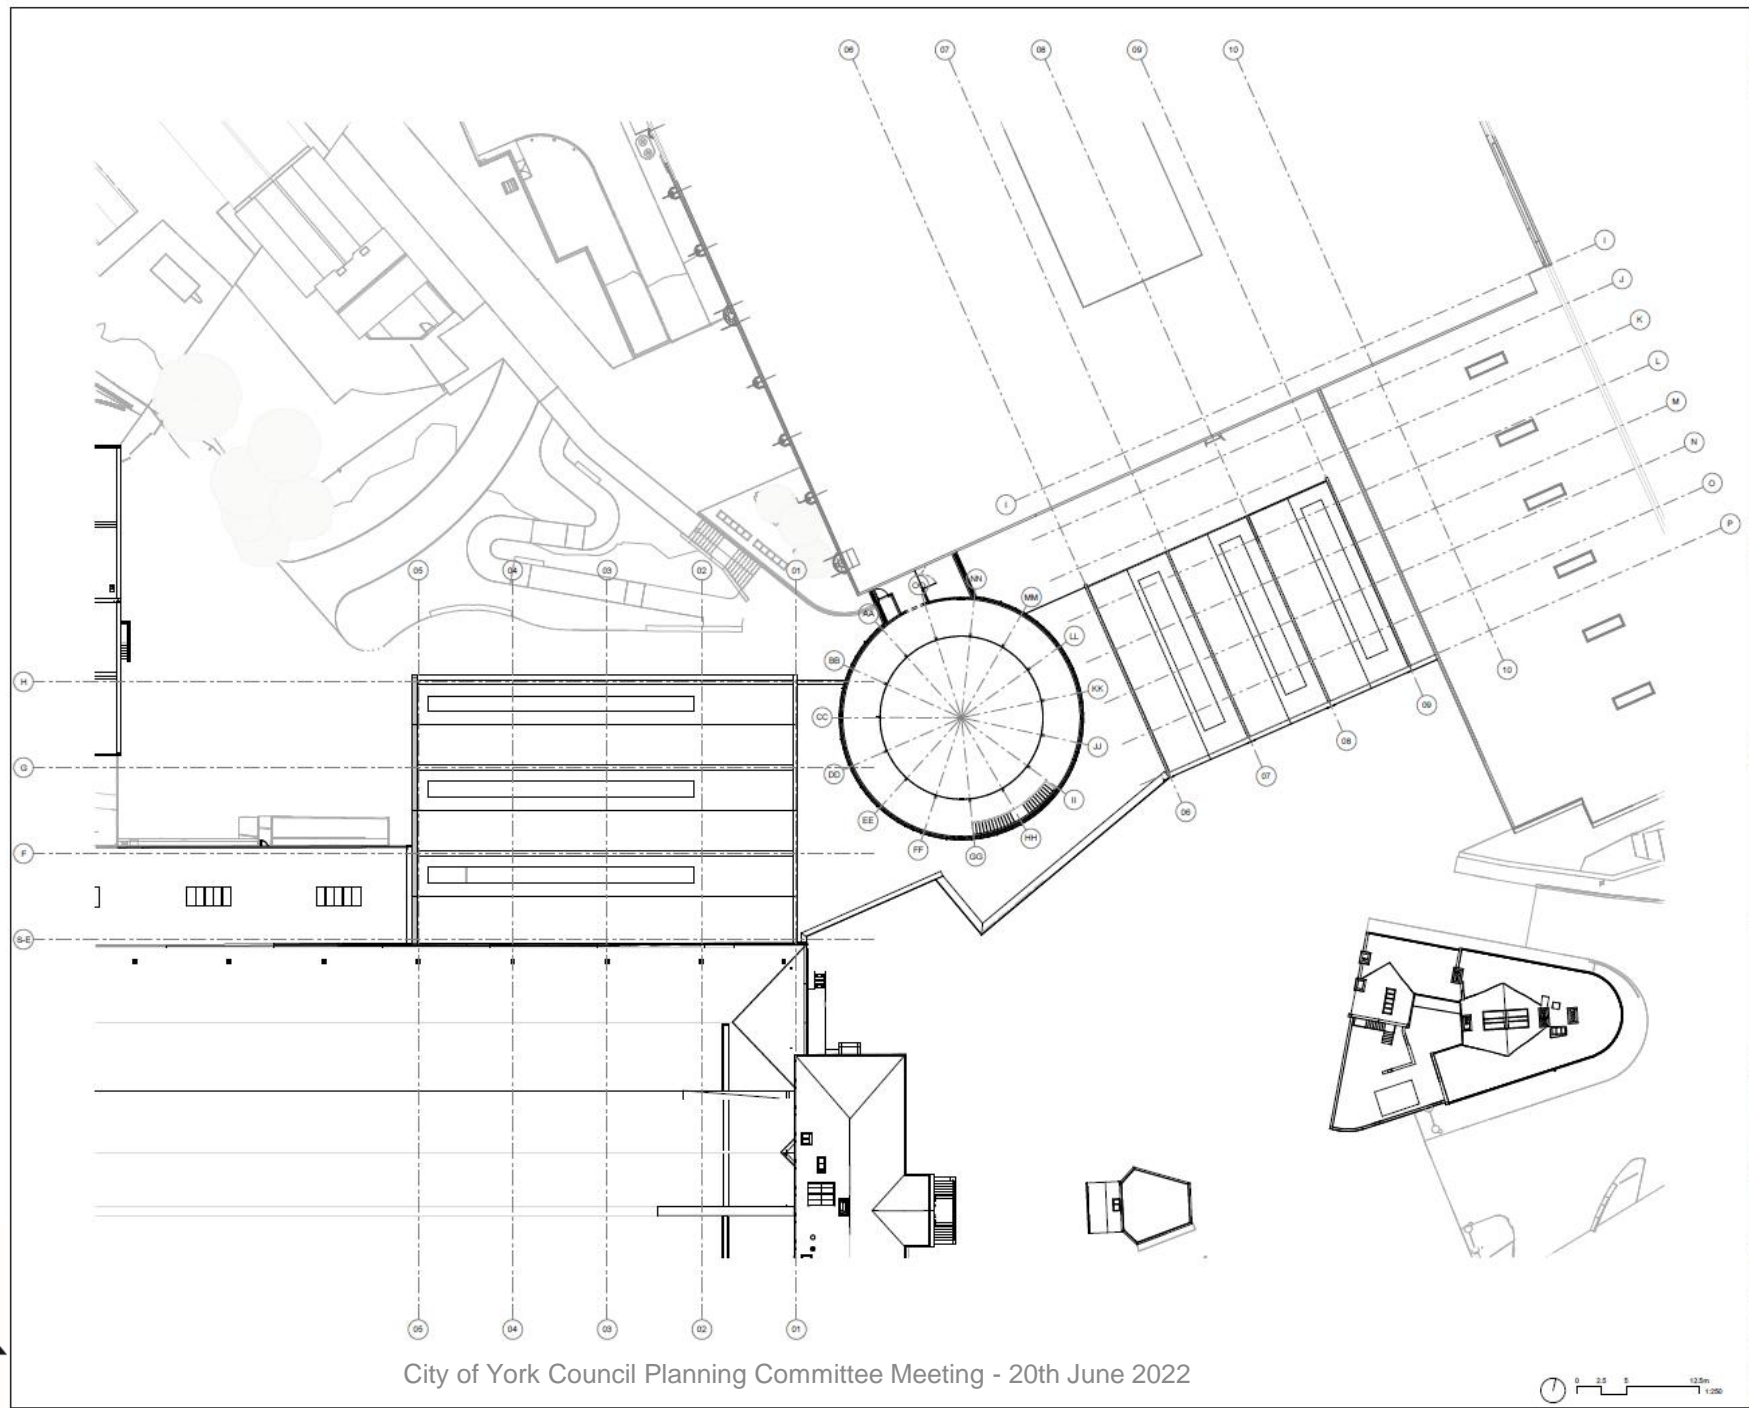 06 07 08 09 10
I
J
K
L
M
N
O
P
I
05 04 03 02 01
OO NN
AA MM
LL
BB
H
KK
10
CC
09
JJ
08
G
DD
07
II
06
EE
HH
F
FF GG
S-E
05 04 03 02 01
City of York Council Planning Committee Meeting - 20th June 2022
0 2.5 5 12.5m
1:250